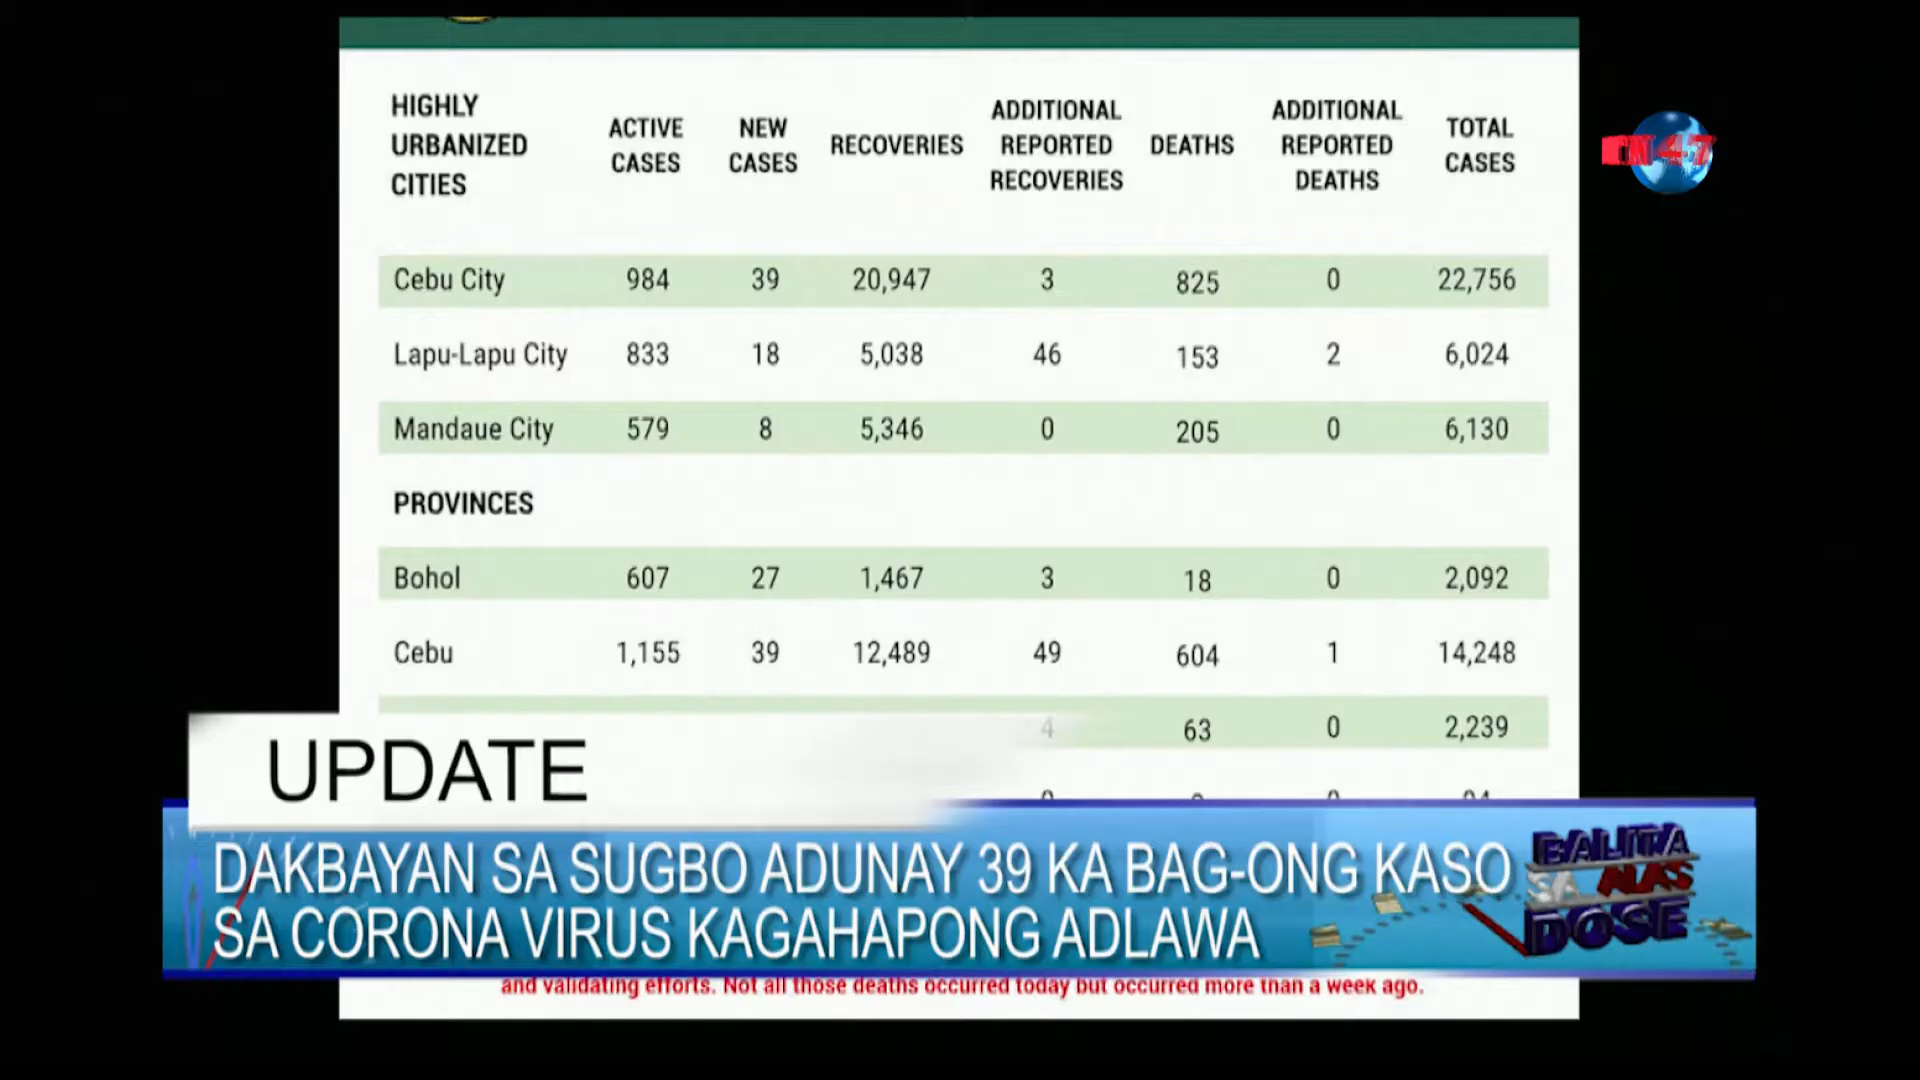 HIGHLY URBANIZED CITIES ACTIVE CASES NEW CASES RECOVERIES ADDITIONAL REPORTED RECOVERIES DEATHS ADDITIONAL REPORTED DEATHS TOTAL CASES
Cebu City 984 39 20,947 3 825 0 22,756
Lapu-Lapu City 833 18 5,038 46 153 2 6,024
Mandaue City 579 8 5,346 0 205 0 6,130
PROVINCES
Bohol 607 27 1,467 3 18 0 2,092
Cebu 1,155 39 12,489 49 604 1 14,248
4 63 0 2,239
UPDATE
DAKBAYAN SA SUGBO ADUNAY 39 KA BAG-ONG KASO
SA CORONA VIRUS KAGAHAPONG ADLAWA
BALITA
SA ALAS
DOSE
and validating efforts. Not all those deaths occurred today but occurred more than a week ago.